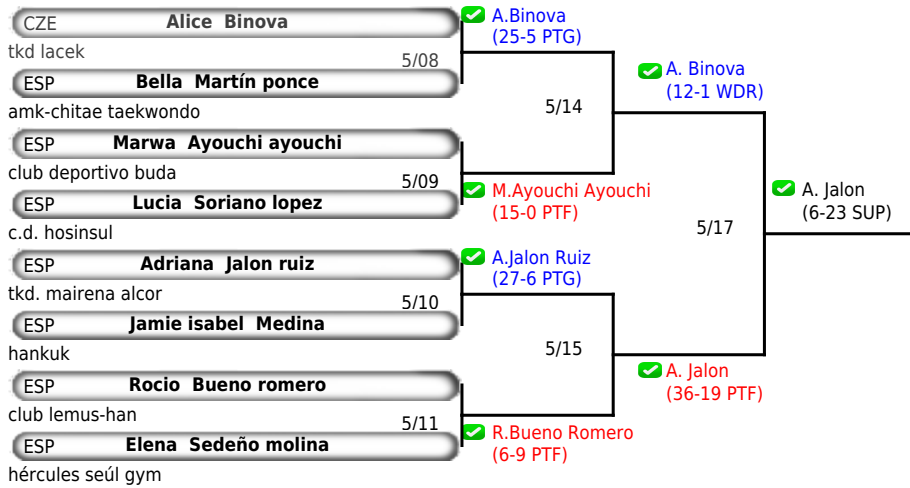 CZE Alice Binova
tkd lacek
5/08
ESP Bella Martín ponce
amk-chitae taekwondo
ESP Marwa Ayouchi ayouchi
club deportivo buda
5/09
ESP Lucia Soriano lopez
c.d. hosinsul
ESP Adriana Jalon ruiz
tkd. mairena alcor
5/10
ESP Jamie isabel Medina
hankuk
ESP Rocio Bueno romero
club lemus-han
5/11
ESP Elena Sedeño molina
hércules seúl gym
A.Binova
(25-5 PTG)
5/14
M.Ayouchi Ayouchi
(15-0 PTF)
A.Jalon Ruiz
(27-6 PTG)
5/15
R.Bueno Romero
(6-9 PTF)
A. Binova
(12-1 WDR)
5/17
A. Jalon
(36-19 PTF)
A. Jalon
(6-23 SUP)